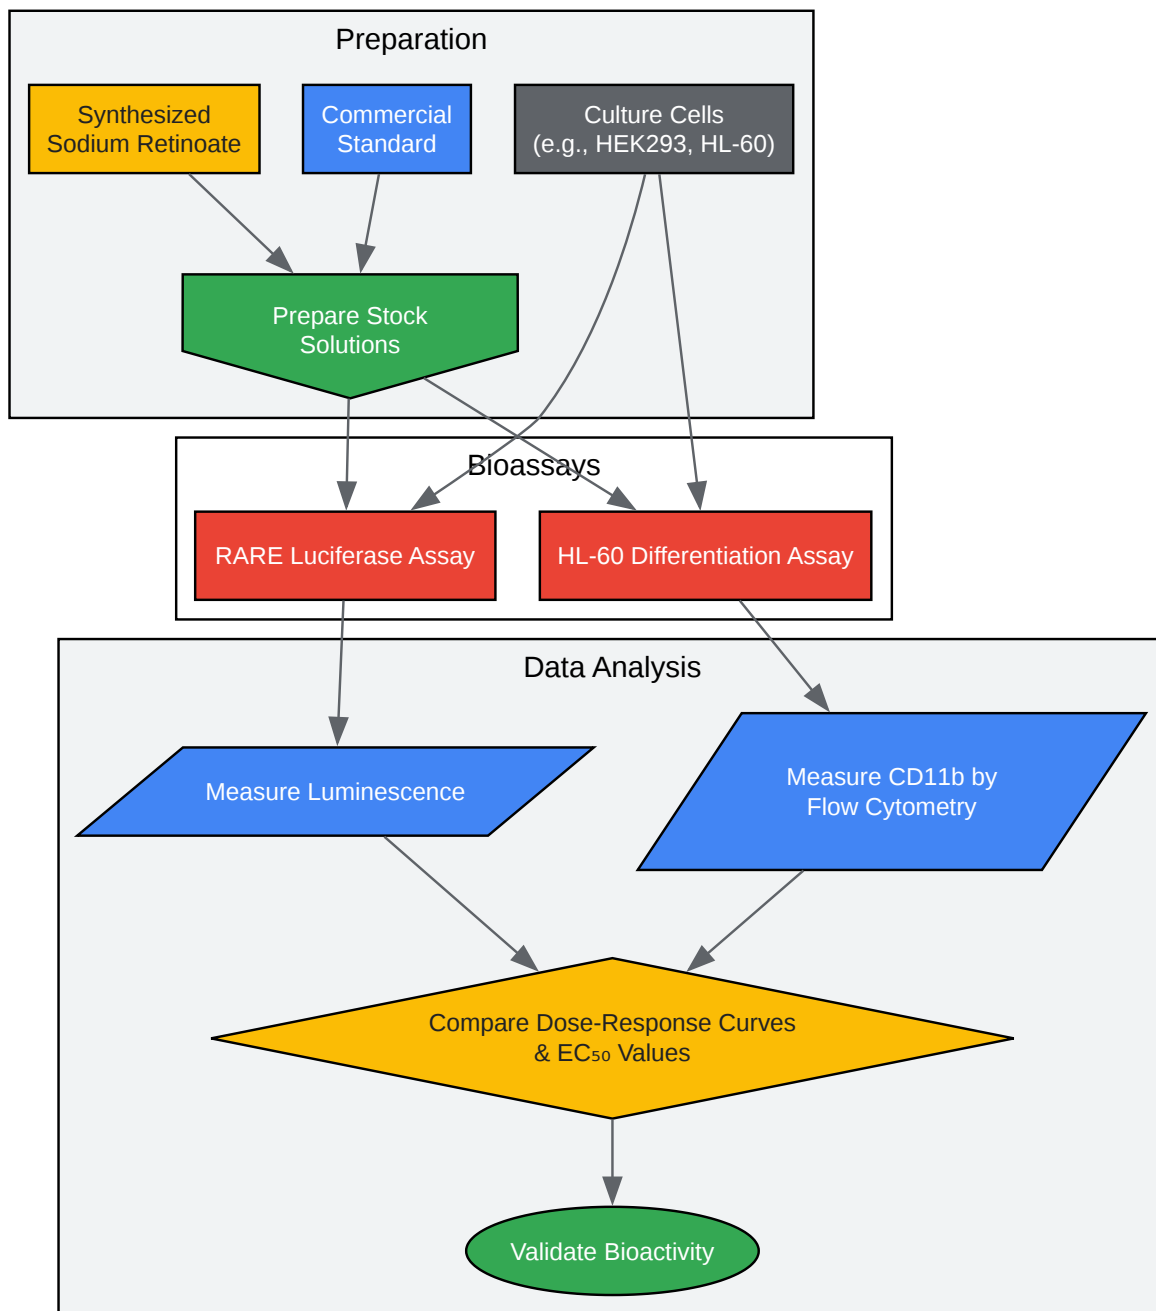 Preparation
Synthesized
Sodium Retinoate
Commercial
Standard
Culture Cells
(e.g., HEK293, HL-60)
Prepare Stock
Solutions
Bioassays
RARE Luciferase Assay
HL-60 Differentiation Assay
Data Analysis
Measure Luminescence
Measure CD11b by
Flow Cytometry
Compare Dose-Response Curves
& EC₅₀ Values
Validate Bioactivity